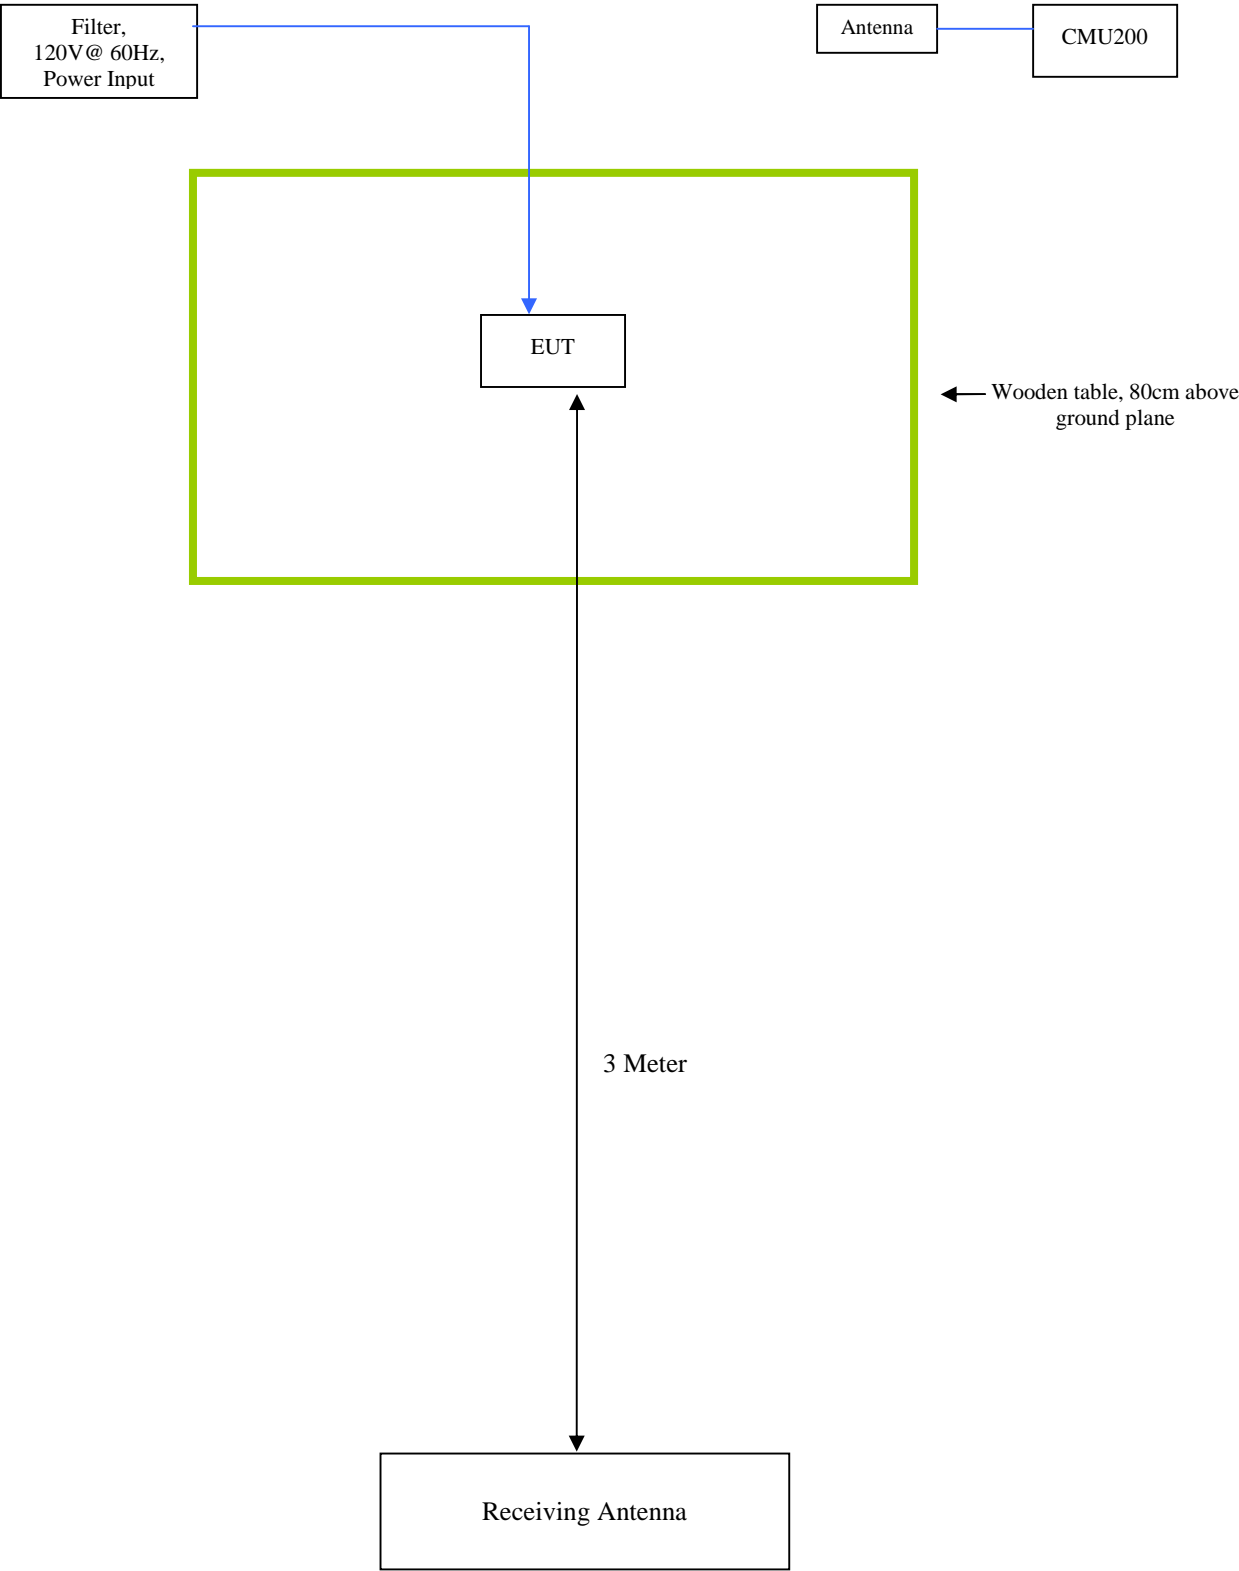 Filter,
120V@ 60Hz,
Power Input
Antenna
CMU200
EUT
Wooden table, 80cm above
ground plane
3 Meter
Receiving Antenna